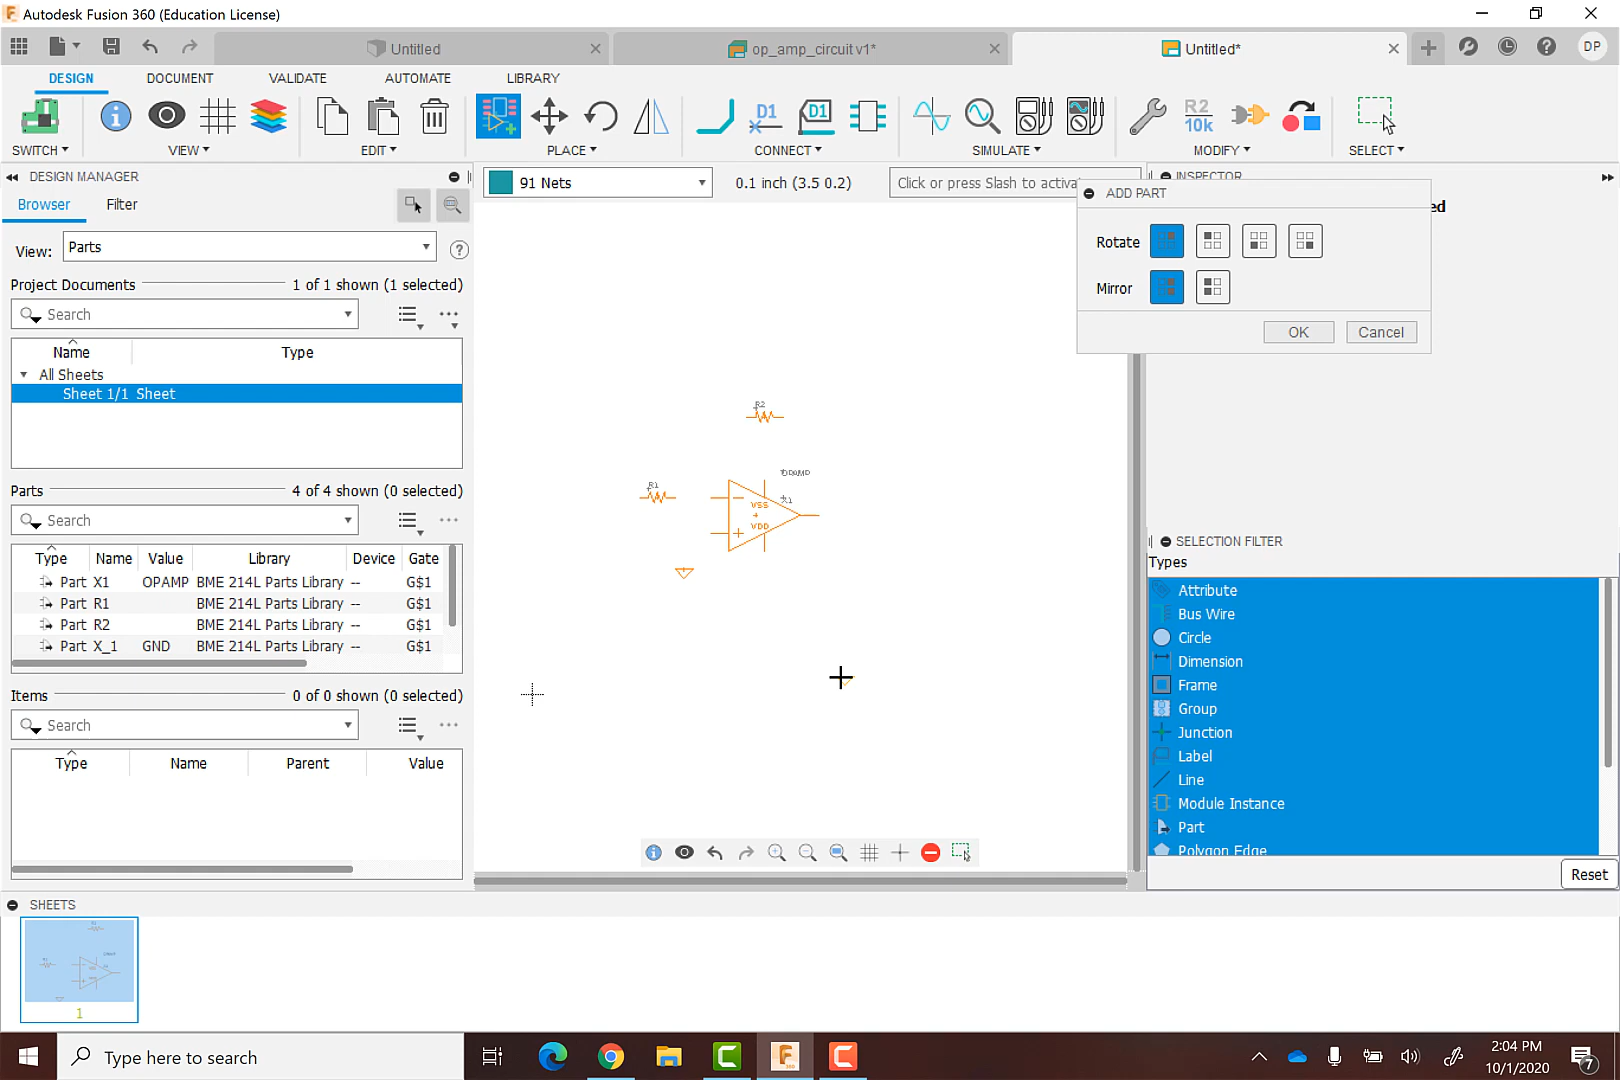 Autodesk Fusion 360 (Education License)
Untitled
op_amp_circuit v1*
Untitled*
DP
DESIGN
DOCUMENT
VALIDATE
AUTOMATE
LIBRARY
D1
D1
R2
10k
SWITCH
VIEW
EDIT
PLACE
CONNECT
SIMULATE
MODIFY
SELECT
DESIGN MANAGER
Browser
Filter
View:
Parts
Project Documents
1 of 1 shown (1 selected)
Search
Name
Type
All Sheets
Sheet 1/1 Sheet
Parts
4 of 4 shown (0 selected)
Search
Type Name Value Library Device Gate
Part X1 OPAMP BME 214L Parts Library -- G$1
Part R1 BME 214L Parts Library -- G$1
Part R2 BME 214L Parts Library -- G$1
Part X_1 GND BME 214L Parts Library -- G$1
Items
0 of 0 shown (0 selected)
Search
Type Name Parent Value
91 Nets
0.1 inch (3.5 0.2)
Click or press Slash to activa
R2
R1
VSS
VDD
INSPECTOR
ed
ADD PART
Rotate
Mirror
OK
Cancel
SELECTION FILTER
Types
Attribute
Bus Wire
Circle
Dimension
Frame
Group
Junction
Label
Line
Module Instance
Part
Polygon Edge
Reset
SHEETS
1
Type here to search
F
360
2:04 PM
10/1/2020
7